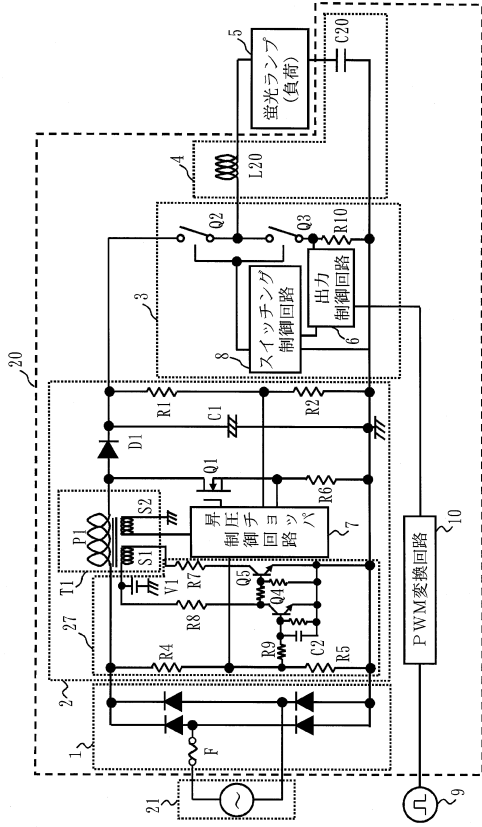 20
21
1
2
27
3
4
F
T1
P1
S1
S2
V1
R4
R5
R7
R8
R9
C2
Q4
Q5
D1
Q1
R6
昇圧チョッパ
制御回路
7
C1
R1
R2
8
スイッチング
制御回路
Q2
Q3
R10
出力
制御回路
6
L20
5
蛍光ランプ
(負荷)
C20
9
PWM変換回路
10